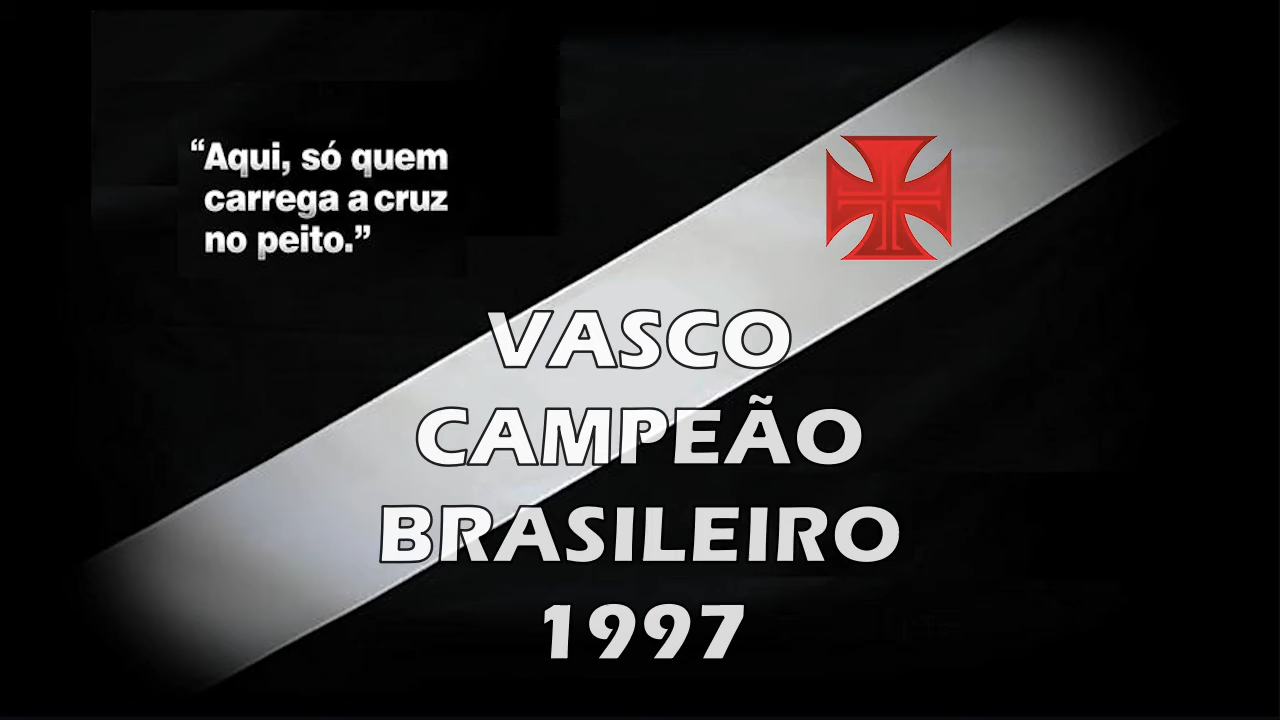 “Aqui, só quem
carrega a cruz
no peito.”
VASCO
CAMPEÃO
BRASILEIRO
1997